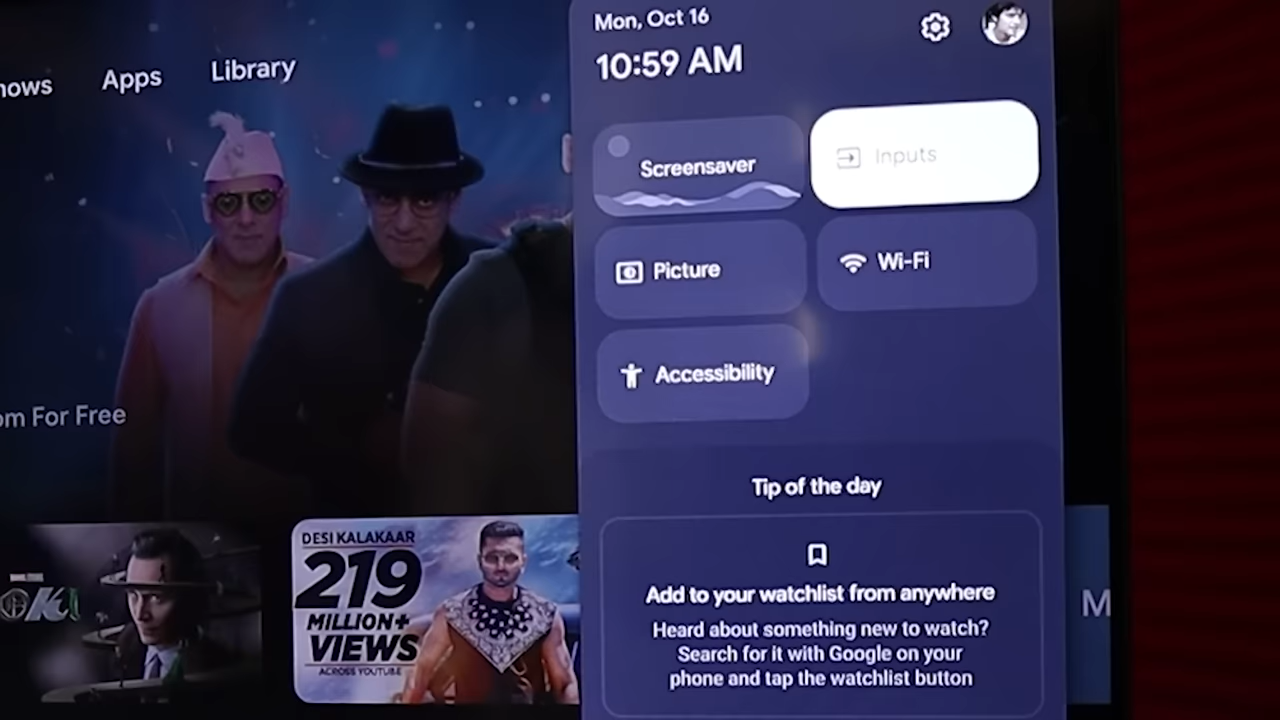 Apps
Library
For Free
Mon, Oct 16
10:59 AM
Screensaver
Inputs
Picture
Wi-Fi
Accessibility
Tip of the day
Add to your watchlist from anywhere
Heard about something new to watch?
Search for it with Google on your
phone and tap the watchlist button
DESI KALAKAAR
219
MILLION+
VIEWS
ACROSS YOUTUBE
M